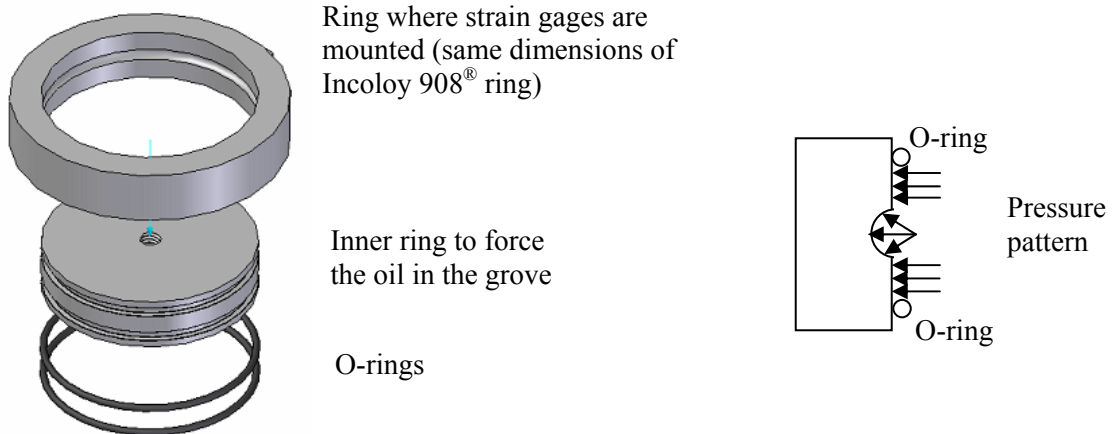 Ring where strain gages are
mounted (same dimensions of
Incoloy 908® ring)
O-ring
Pressure
pattern
Inner ring to force
the oil in the grove
O-ring
O-rings